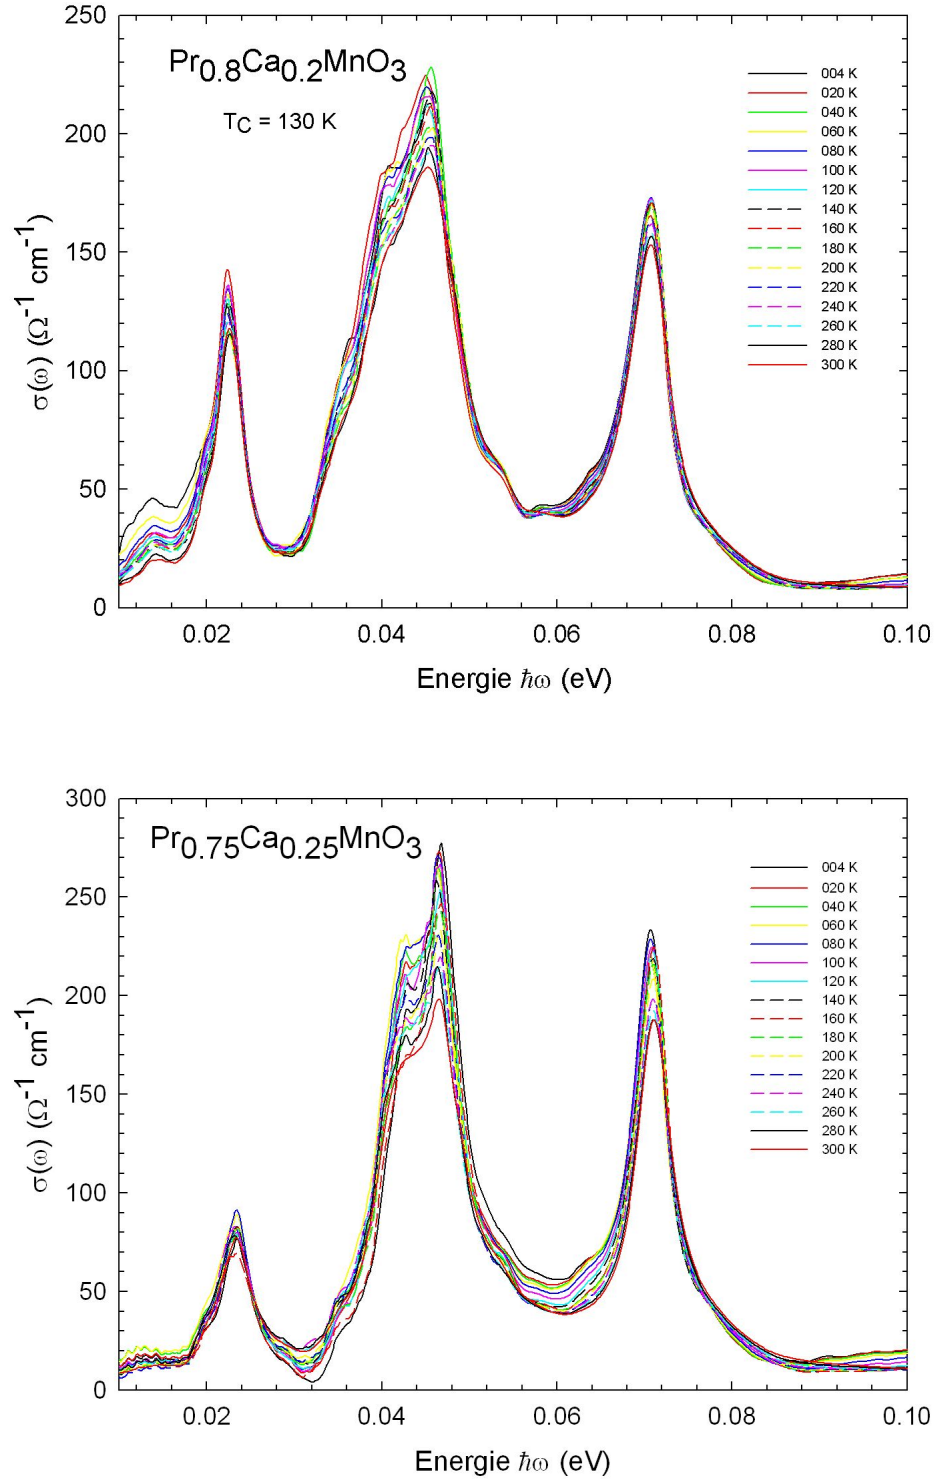 250
200
150
100
50
0
Pr0.8Ca0.2MnO3
TC = 130 K
004 K
020 K
040 K
060 K
080 K
100 K
120 K
140 K
160 K
180 K
200 K
220 K
240 K
260 K
280 K
300 K
σ(ω) (Ω-1 cm-1)
0.02 0.04 0.06 0.08 0.10
Energie ℏω (eV)
300
250
200
150
100
50
0
Pr0.75Ca0.25MnO3
004 K
020 K
040 K
060 K
080 K
100 K
120 K
140 K
160 K
180 K
200 K
220 K
240 K
260 K
280 K
300 K
σ(ω) (Ω-1 cm-1)
0.02 0.04 0.06 0.08 0.10
Energie ℏω (eV)